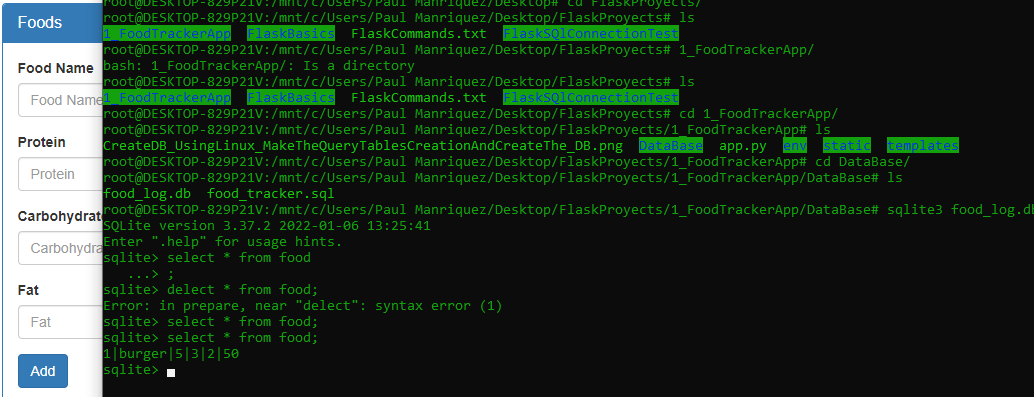 Foods
Food Name
Food Name
Protein
Protein
Carbohydrat
Carbohydra
Fat
Fat
Add
root@DESKTOP-829P21V:/mnt/c/Users/Paul Manriquez/Desktop# cd FlaskProyects/
root@DESKTOP-829P21V:/mnt/c/Users/Paul Manriquez/Desktop/FlaskProyects# ls
1_FoodTrackerApp  FlaskBasics  FlaskCommands.txt  FlaskSQlConnectionTest
root@DESKTOP-829P21V:/mnt/c/Users/Paul Manriquez/Desktop/FlaskProyects# 1_FoodTrackerApp/
bash: 1_FoodTrackerApp/: Is a directory
root@DESKTOP-829P21V:/mnt/c/Users/Paul Manriquez/Desktop/FlaskProyects# ls
1_FoodTrackerApp  FlaskBasics  FlaskCommands.txt  FlaskSQlConnectionTest
root@DESKTOP-829P21V:/mnt/c/Users/Paul Manriquez/Desktop/FlaskProyects# cd 1_FoodTrackerApp/
root@DESKTOP-829P21V:/mnt/c/Users/Paul Manriquez/Desktop/FlaskProyects/1_FoodTrackerApp# ls
CreateDB_UsingLinux_MakeTheQueryTablesCreationAndCreateThe_DB.png  DataBase  app.py  env  static  templates
root@DESKTOP-829P21V:/mnt/c/Users/Paul Manriquez/Desktop/FlaskProyects/1_FoodTrackerApp# cd DataBase/
root@DESKTOP-829P21V:/mnt/c/Users/Paul Manriquez/Desktop/FlaskProyects/1_FoodTrackerApp/DataBase# ls
food_log.db  food_tracker.sql
root@DESKTOP-829P21V:/mnt/c/Users/Paul Manriquez/Desktop/FlaskProyects/1_FoodTrackerApp/DataBase# sqlite3 food_log.db
SQLite version 3.37.2 2022-01-06 13:25:41
Enter ".help" for usage hints.
sqlite> select * from food
   ...> ;
sqlite> delect * from food;
Error: in prepare, near "delect": syntax error (1)
sqlite> select * from food;
sqlite> select * from food;
1|burger|5|3|2|50
sqlite>